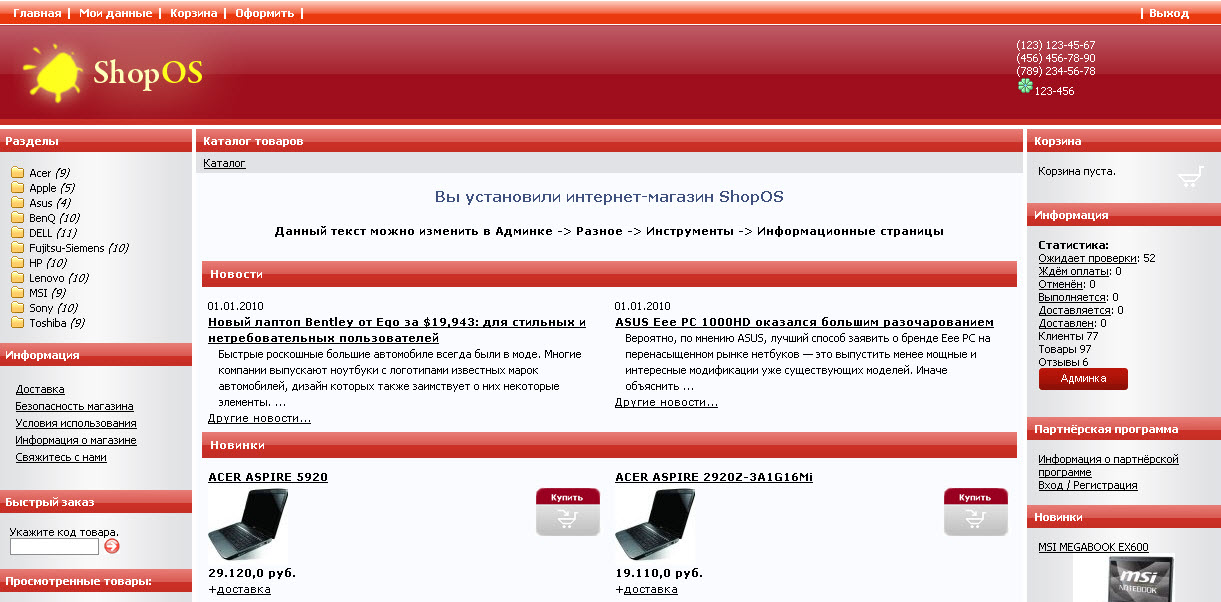 Главная | Мои данные | Корзина | Оформить |
| Выход
ShopOS
(123) 123-45-67
(456) 456-78-90
(789) 234-56-78
123-456
Разделы
Acer (9)
Apple (5)
Asus (4)
BenQ (10)
DELL (11)
Fujitsu-Siemens (10)
HP (10)
Lenovo (10)
MSI (9)
Sony (10)
Toshiba (9)
Информация
Доставка
Безопасность магазина
Условия использования
Информация о магазине
Свяжитесь с нами
Быстрый заказ
Укажите код товара.
Просмотренные товары:
Каталог товаров
Каталог
Вы установили интернет-магазин ShopOS
Данный текст можно изменить в Админке -> Разное -> Инструменты -> Информационные страницы
Новости
01.01.2010
Новый лаптоп Bentley от Ego за $19,943: для стильных и
нетребовательных пользователей
Быстрые роскошные большие автомобиле всегда были в моде. Многие
компании выпускают ноутбуки с логотипами известных марок
автомобилей, дизайн которых также заимствует о них некоторые
элементы. ...
Другие новости...
01.01.2010
ASUS Eee PC 1000HD оказался большим разочарованием
Вероятно, по мнению ASUS, лучший способ заявить о бренде Eee PC на
перенасыщенном рынке нетбуков — это выпустить менее мощные и
интересные модификации уже существующих моделей. Иначе
объяснить ...
Другие новости...
Новинки
ACER ASPIRE 5920
Купить
29.120,0 руб.
+доставка
ACER ASPIRE 2920Z-3A1G16Mi
Купить
19.110,0 руб.
+доставка
Корзина
Корзина пуста.
Информация
Статистика:
Ожидает проверки: 52
Ждём оплаты: 0
Отменён: 0
Выполняется: 0
Доставляется: 0
Доставлен: 0
Клиенты 77
Товары 97
Отзывы 6
Админка
Партнёрская программа
Информация о партнёрской
программе
Вход / Регистрация
Новинки
MSI MEGABOOK EX600
msi
NOTEBOOK